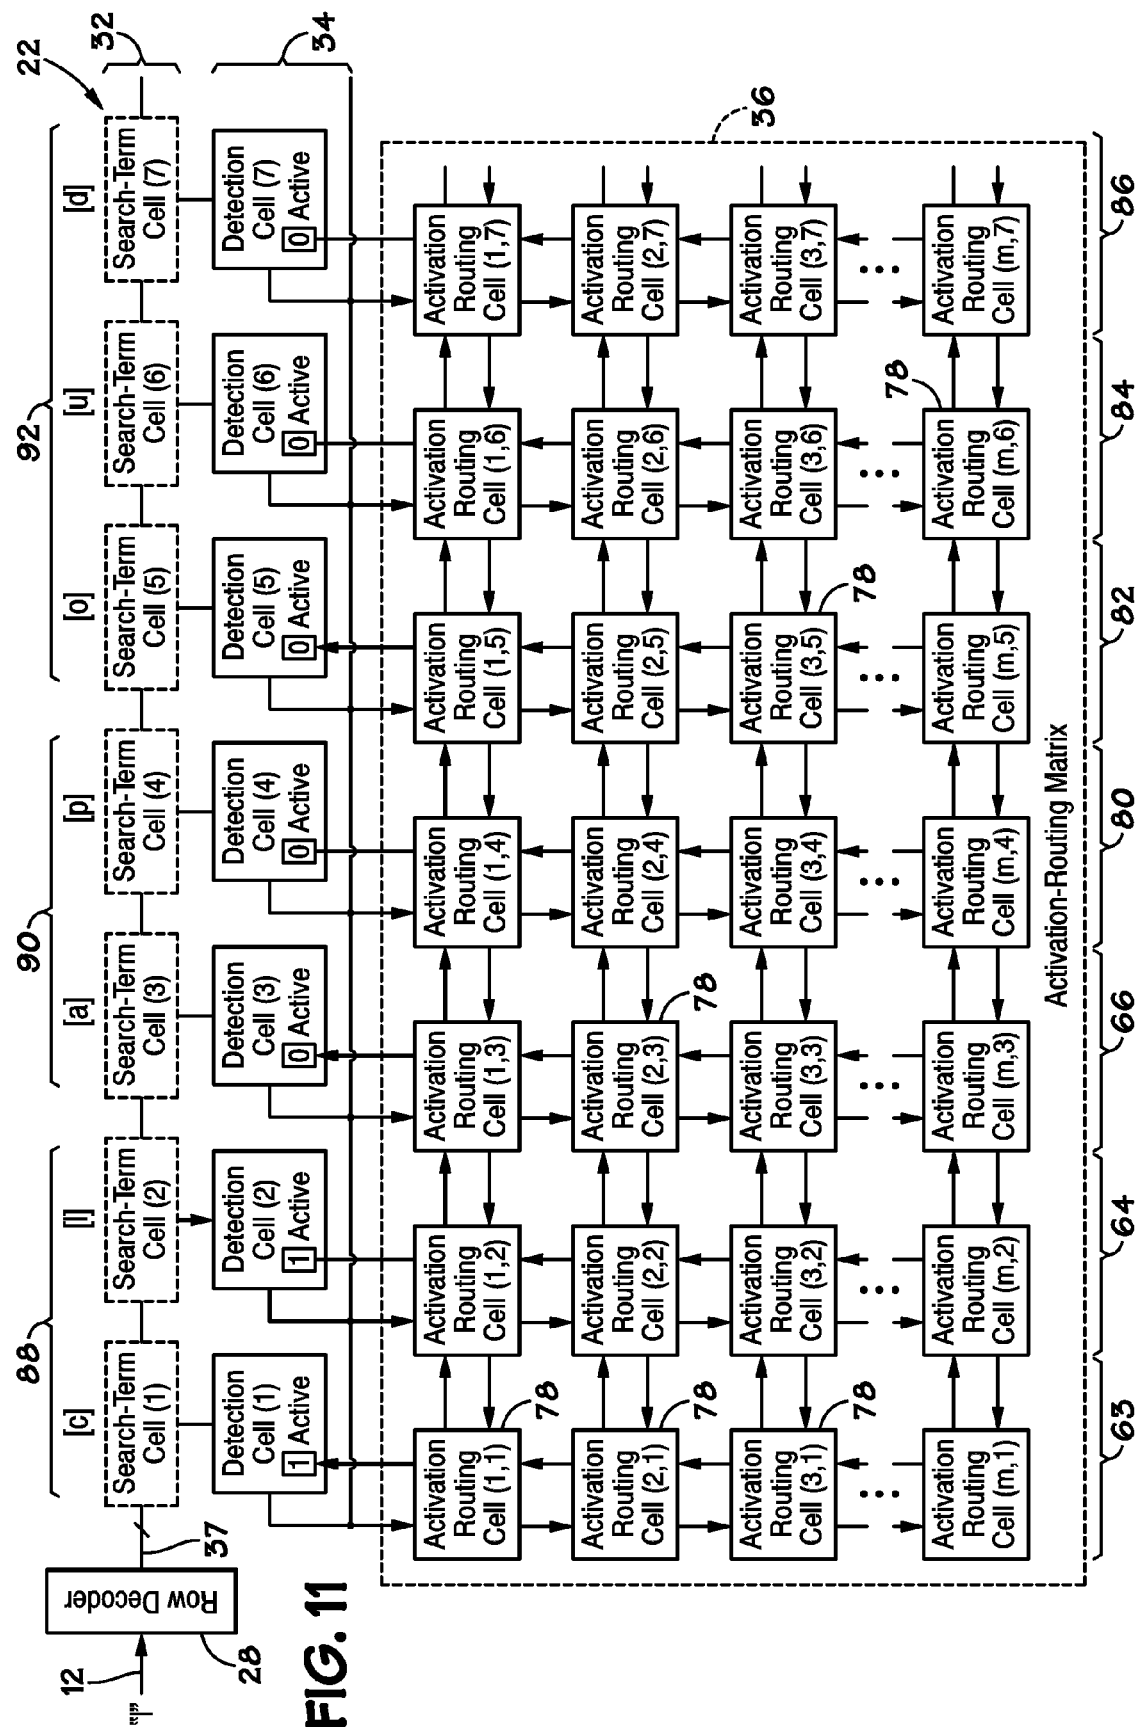 88
90
92
22
[c]
[l]
[a]
[p]
[o]
[u]
[d]
32
"l"
12
Row Decoder
28
37
Search-Term
Cell (1)
Search-Term
Cell (2)
Search-Term
Cell (3)
Search-Term
Cell (4)
Search-Term
Cell (5)
Search-Term
Cell (6)
Search-Term
Cell (7)
34
Detection
Cell (1)
1 Active
Detection
Cell (2)
1 Active
Detection
Cell (3)
0 Active
Detection
Cell (4)
0 Active
Detection
Cell (5)
0 Active
Detection
Cell (6)
0 Active
Detection
Cell (7)
0 Active
FIG. 11
Activation
Routing
Cell (1,1)
78
Activation
Routing
Cell (1,2)
Activation
Routing
Cell (1,3)
Activation
Routing
Cell (1,4)
Activation
Routing
Cell (1,5)
Activation
Routing
Cell (1,6)
Activation
Routing
Cell (1,7)
Activation
Routing
Cell (2,1)
78
Activation
Routing
Cell (2,2)
Activation
Routing
Cell (2,3)
78
Activation
Routing
Cell (2,4)
Activation
Routing
Cell (2,5)
Activation
Routing
Cell (2,6)
Activation
Routing
Cell (2,7)
36
Activation
Routing
Cell (3,1)
78
Activation
Routing
Cell (3,2)
Activation
Routing
Cell (3,3)
Activation
Routing
Cell (3,4)
Activation
Routing
Cell (3,5)
78
Activation
Routing
Cell (3,6)
Activation
Routing
Cell (3,7)
Activation
Routing
Cell (m,1)
Activation
Routing
Cell (m,2)
Activation
Routing
Cell (m,3)
Activation
Routing
Cell (m,4)
Activation
Routing
Cell (m,5)
Activation
Routing
Cell (m,6)
78
Activation
Routing
Cell (m,7)
Activation-Routing Matrix
63
64
66
80
82
84
86